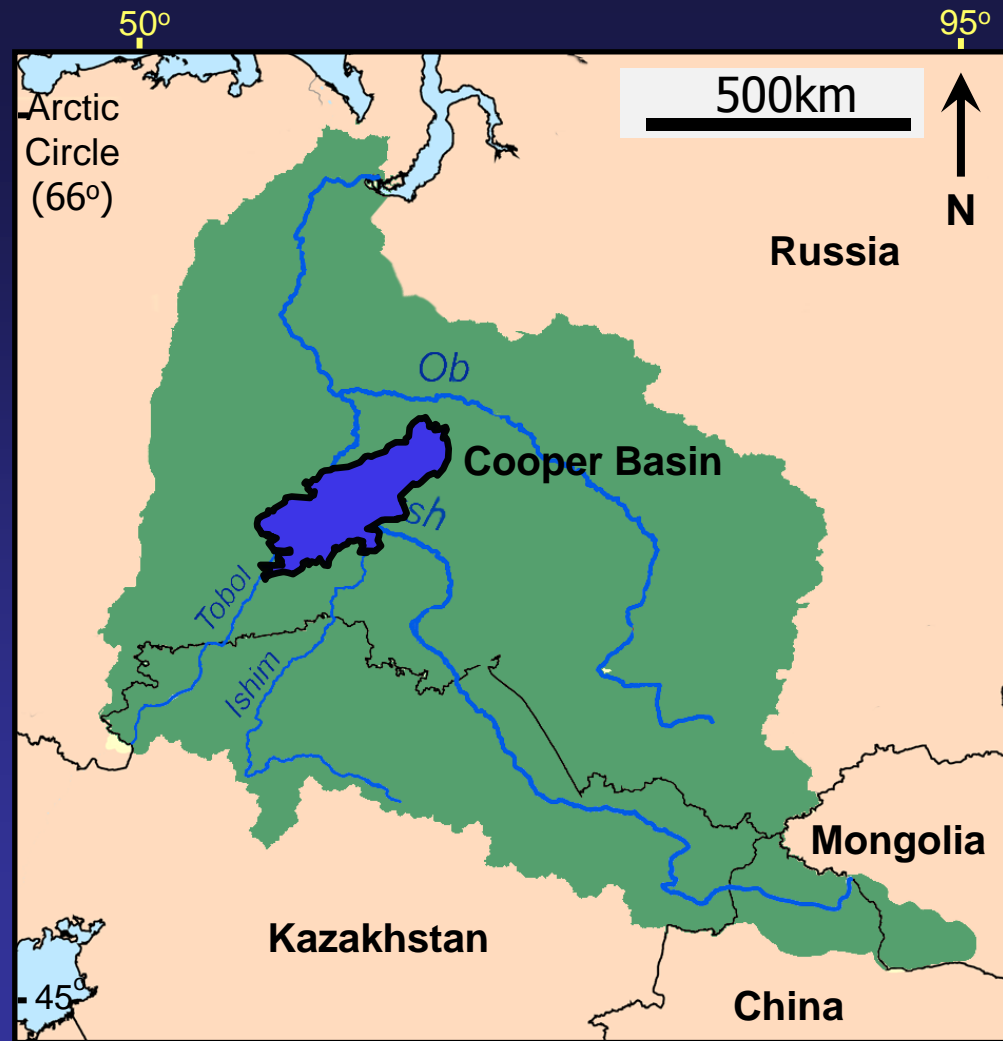 50º
95º
Arctic
Circle
(66º)
500km
N
Russia
Ob
Cooper Basin
sh
Tobol
Ishim
Mongolia
Kazakhstan
45º
China